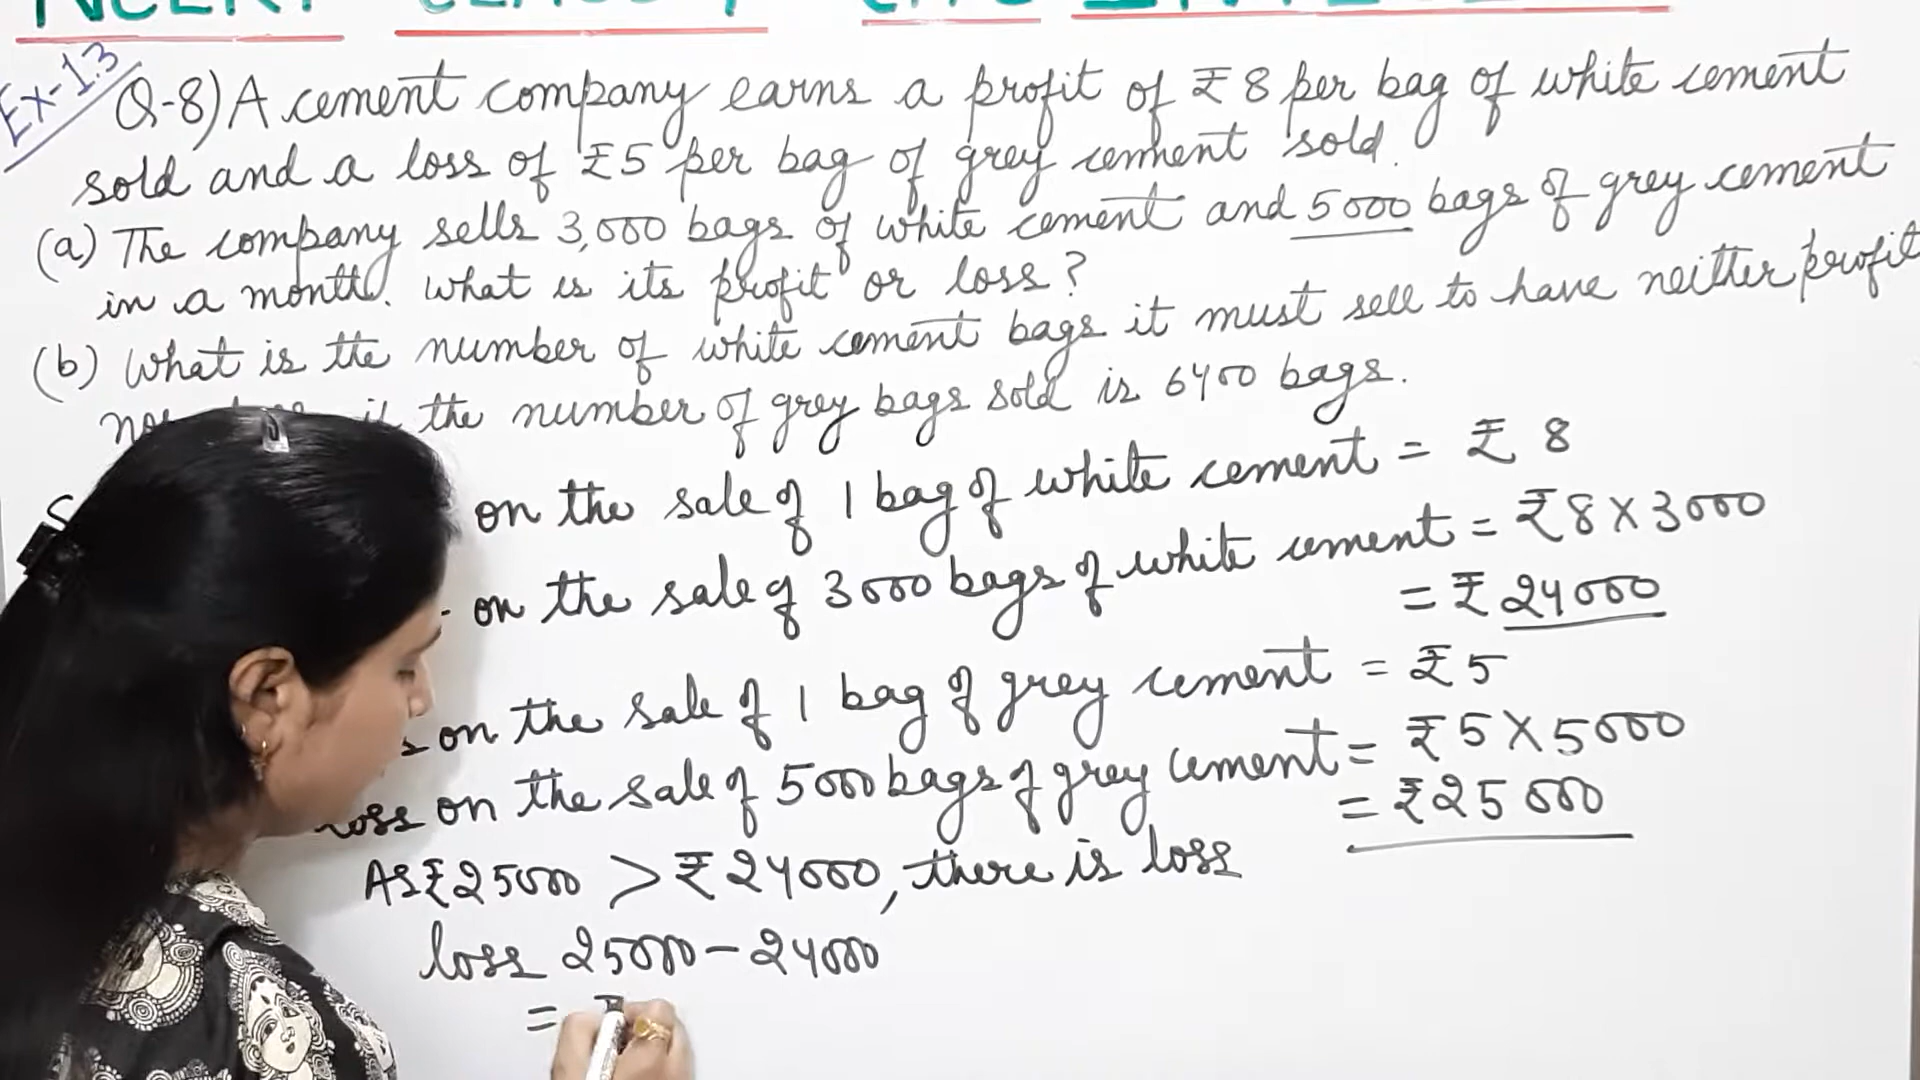 NCERT CLASS 7
Ex-1.3
Q-8) A cement company earns a profit of ₹ 8 per bag of white cement
sold and a loss of ₹5 per bag of grey cement sold.
(a) The company sells 3,000 bags of white cement and 5000 bags of grey cement
in a month. What is its profit or loss?
(b) What is the number of white cement bags it must sell to have neither profit
the number of grey bags sold is 6400 bags.
on the sale of 1 bag of white cement = ₹ 8
on the sale of 3000 bags of white cement = ₹8 X 3000
= ₹ 24000
on the sale of 1 bag of grey cement = ₹5
loss on the sale of 5000 bags of grey cement = ₹5 X 5000
= ₹25000
AS ₹25000 > ₹24000, there is loss
loss 25000 - 24000
= ₹